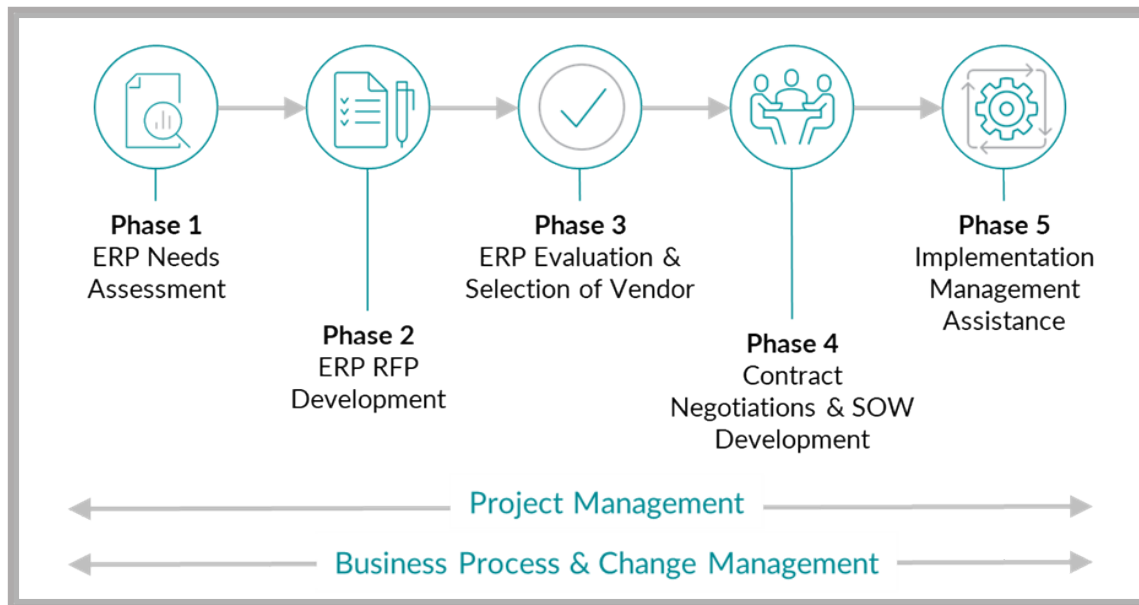 Phase 1
ERP Needs
Assessment
Phase 2
ERP RFP
Development
Phase 3
ERP Evaluation &
Selection of Vendor
Phase 4
Contract
Negotiations & SOW
Development
Phase 5
Implementation
Management
Assistance
Project Management
Business Process & Change Management